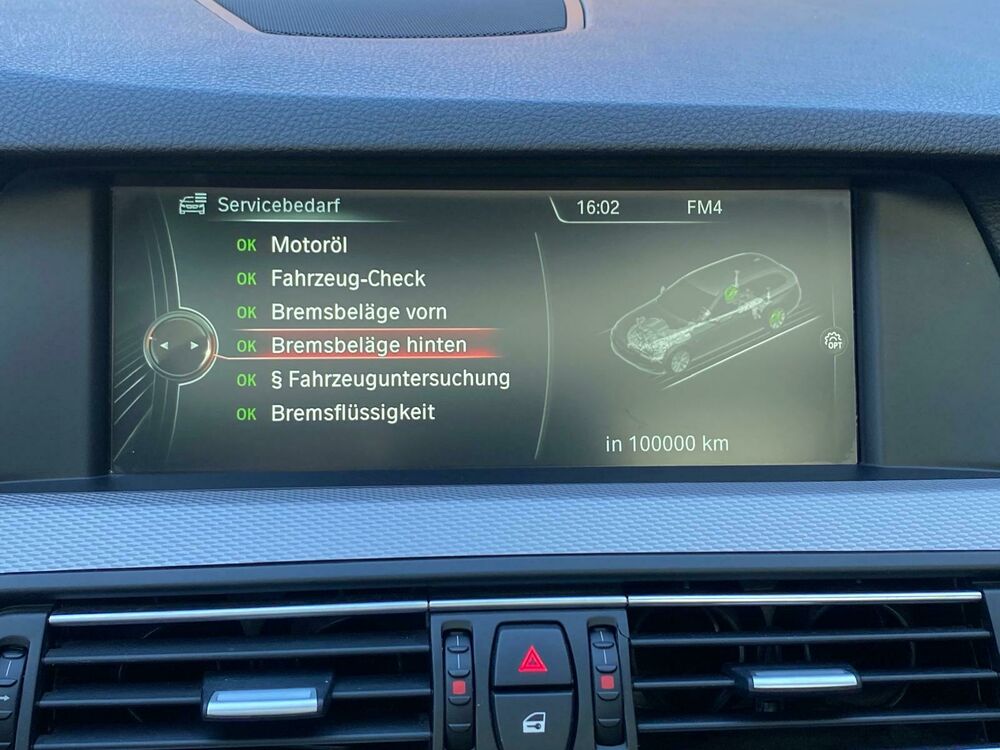 Servicebedarf
16:02
FM4
OK Motoröl
OK Fahrzeug-Check
OK Bremsbeläge vorn
OK Bremsbeläge hinten
OK § Fahrzeuguntersuchung
OK Bremsflüssigkeit
OPT
in 100000 km